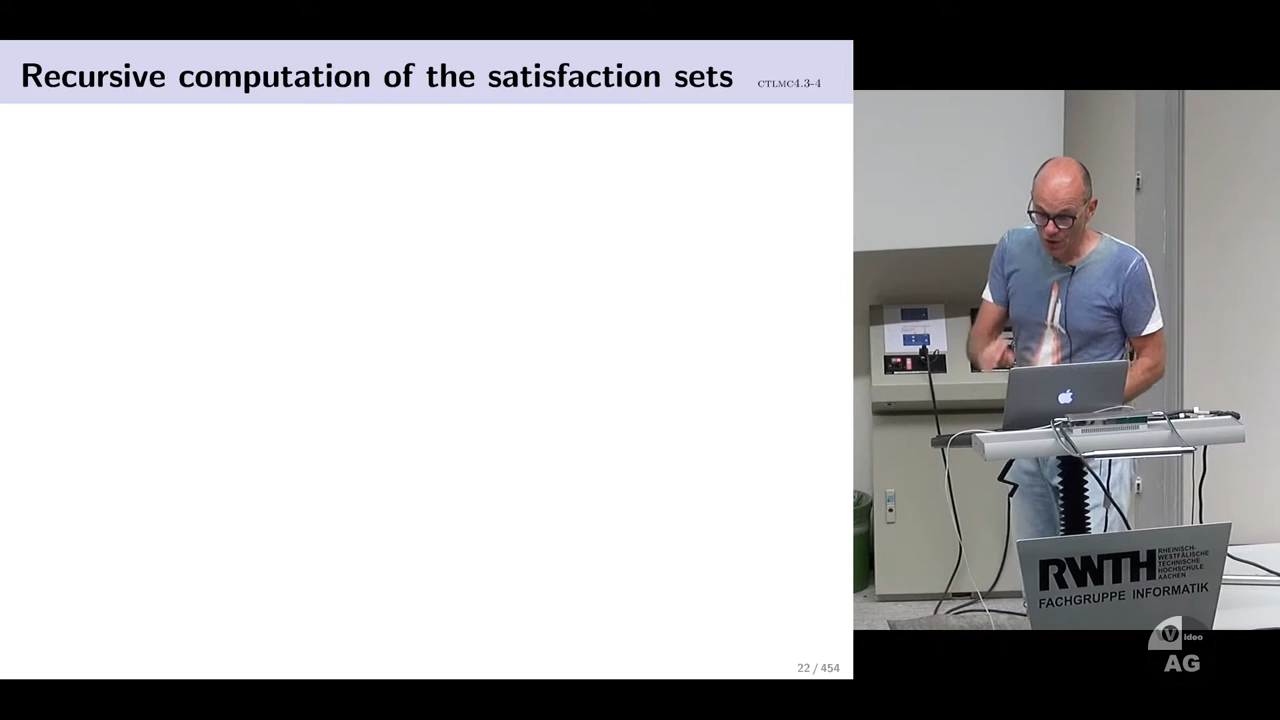 Recursive computation of the satisfaction sets CTLMC4.3-4
22 / 454
RWTH
RHEINISCH-
WESTFÄLISCHE
TECHNISCHE
HOCHSCHULE
AACHEN
FACHGRUPPE INFORMATIK
Video
AG